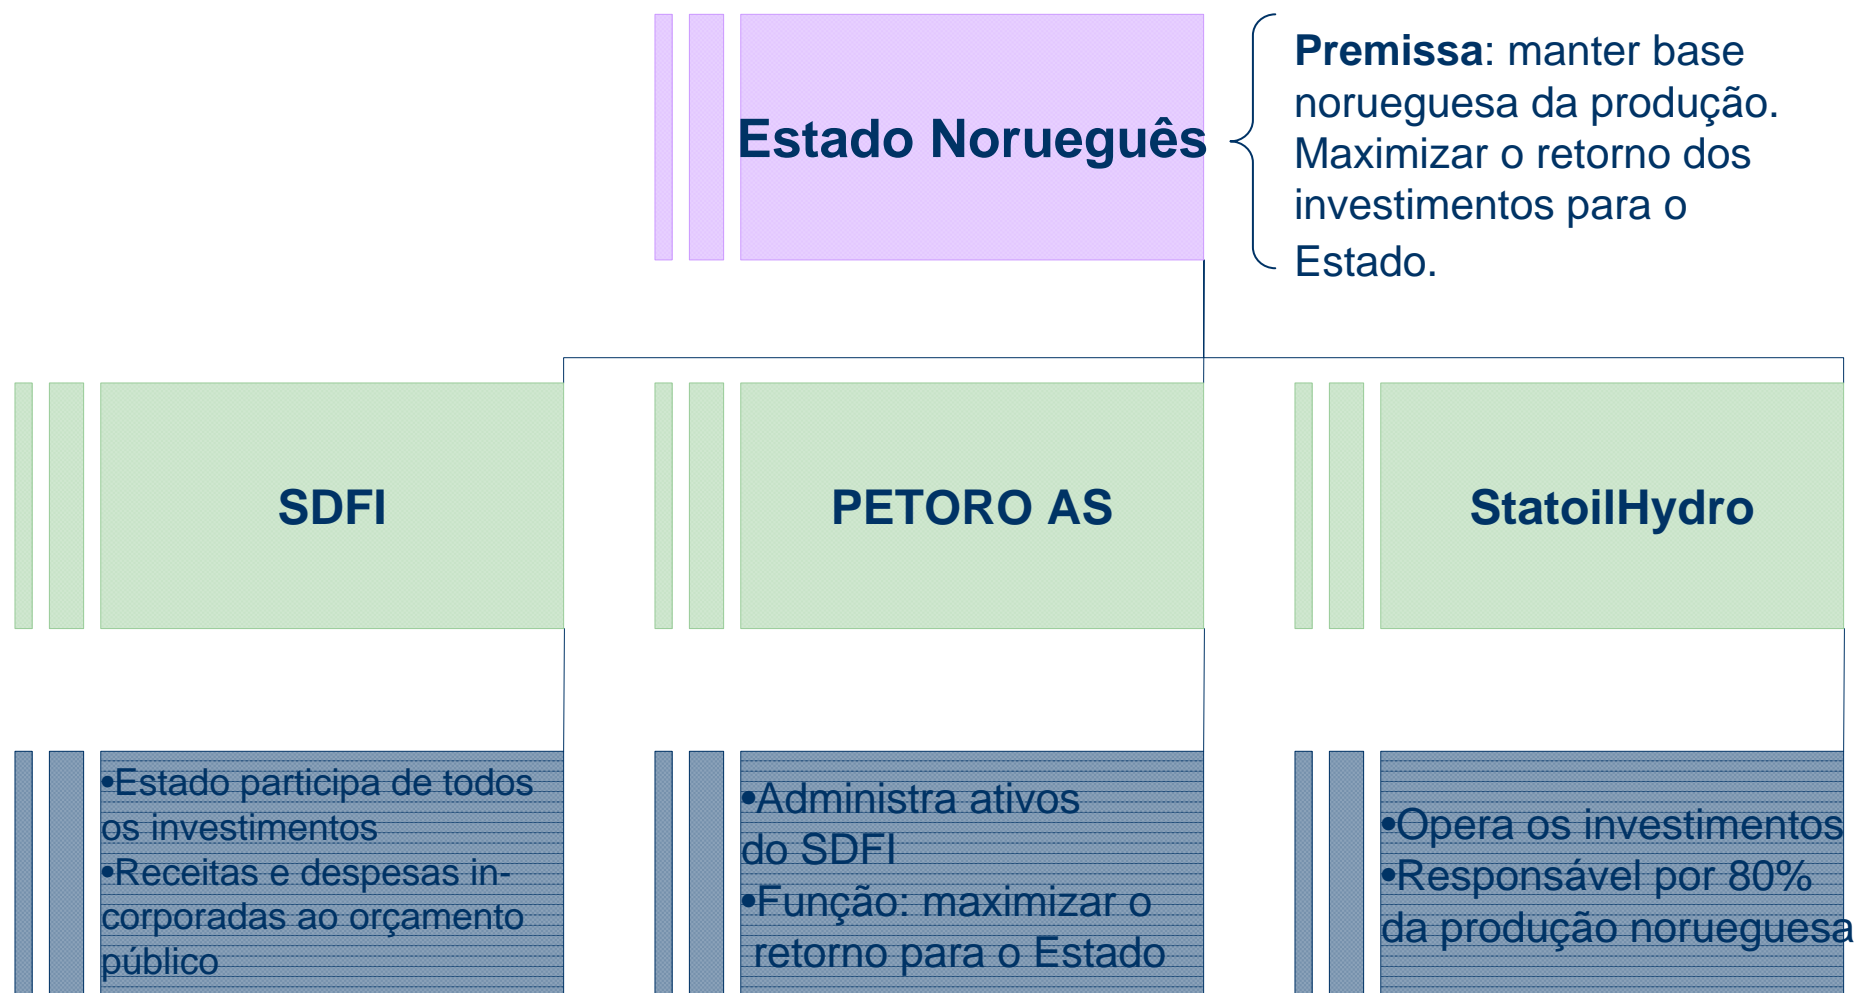 Estado Norueguês
Premissa: manter base
norueguesa da produção.
Maximizar o retorno dos
investimentos para o
Estado.
SDFI
PETORO AS
StatoilHydro
•Estado participa de todos
os investimentos
•Receitas e despesas in-
corporadas ao orçamento
público
•Administra ativos
do SDFI
•Função: maximizar o
retorno para o Estado
•Opera os investimentos
•Responsável por 80%
da produção norueguesa